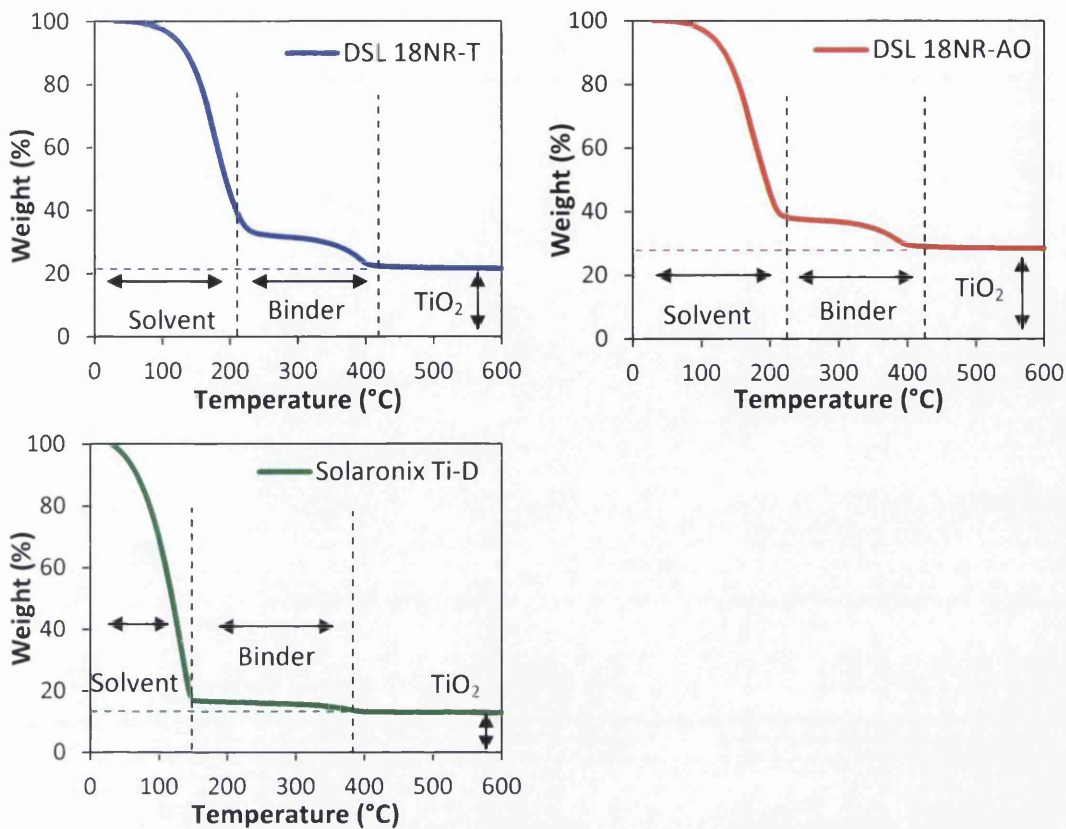 100
80
60
40
20
0
Weight (%)
DSL 18NR-T
Solvent
Binder
TiO₂
0 100 200 300 400 500 600
Temperature (°C)
100
80
60
40
20
0
Weight (%)
DSL 18NR-AO
Solvent
Binder
TiO₂
0 100 200 300 400 500 600
Temperature (°C)
100
80
60
40
20
0
Weight (%)
Solaronix Ti-D
Solvent
Binder
TiO₂
0 100 200 300 400 500 600
Temperature (°C)